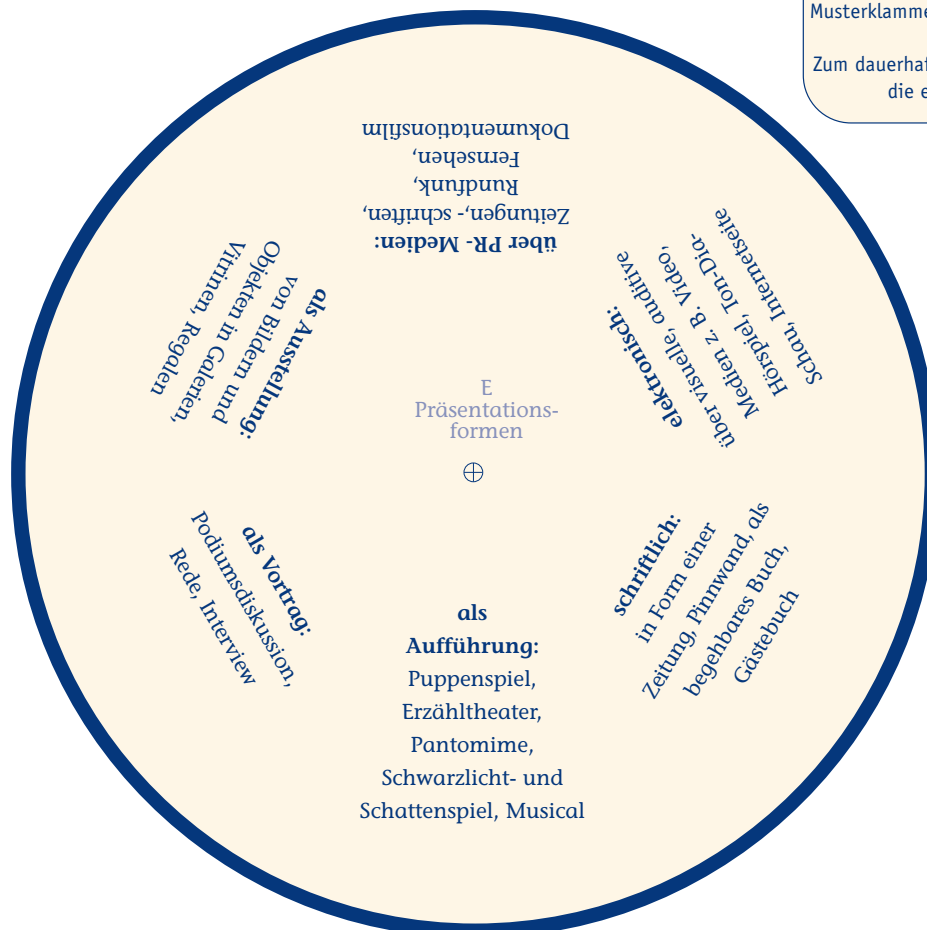 Musterklamme
Zum dauerhaf
die e
E
Präsentations-
formen
über PR- Medien:
Zeitungen,- schriften,
Rundfunk,
Fernsehen,
Dokumentationsfilm
elektronisch:
über visuelle, auditive
Medien z. B. Video,
Hörspiel, Ton-Dia-
Schau, Internetseite
schriftlich:
in Form einer
Zeitung, Pinnwand, als
begehbares Buch,
Gästebuch
als
Aufführung:
Puppenspiel,
Erzähltheater,
Pantomime,
Schwarzlicht- und
Schattenspiel, Musical
als Vortrag:
Podiumsdiskussion,
Rede, Interview
als Ausstellung:
von Bildern und
Objekten in Galerien,
Vitrinen, Regalen